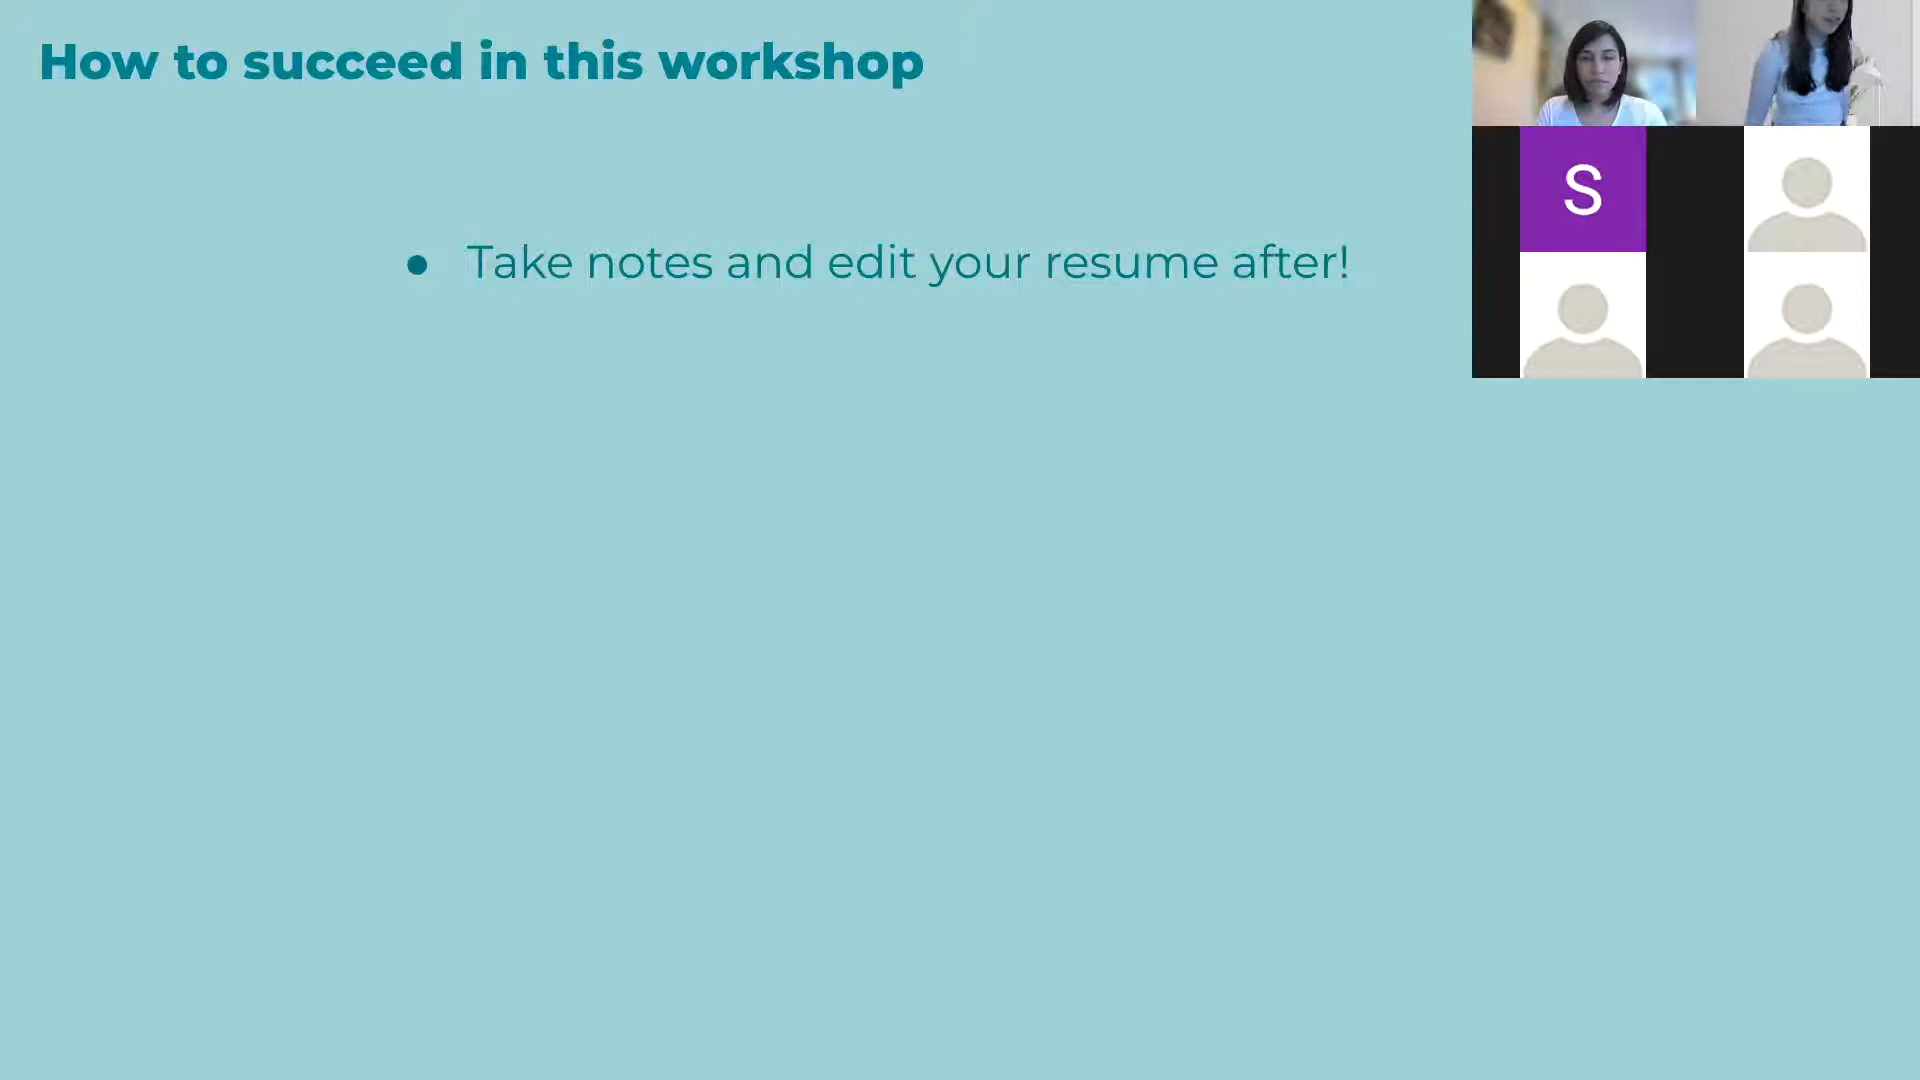 How to succeed in this workshop
● Take notes and edit your resume after!
S